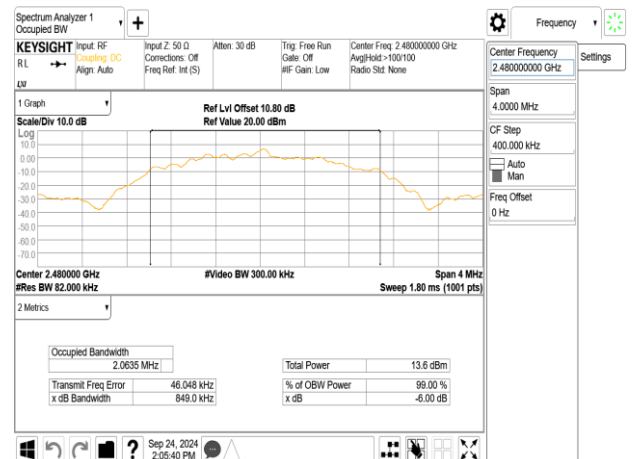 Spectrum Analyzer 1
Occupied BW
Frequency
KEYSIGHT
RL
Input: RF
Coupling: DC
Align: Auto
Input Z: 50 Ω
Corrections: Off
Freq Ref: Int (S)
Atten: 30 dB
Trig: Free Run
Gate: Off
#IF Gain: Low
Center Freq: 2.480000000 GHz
Avg|Hold:>100/100
Radio Std: None
Center Frequency
2.480000000 GHz
Settings
Span
4.0000 MHz
CF Step
400.000 kHz
Auto
Man
Freq Offset
0 Hz
1 Graph
Scale/Div 10.0 dB
Ref Lvl Offset 10.80 dB
Ref Value 20.00 dBm
Log
10.0
0.00
-10.0
-20.0
-30.0
-40.0
-50.0
-60.0
-70.0
Center 2.480000 GHz
#Video BW 300.00 kHz
Span 4 MHz
#Res BW 82.000 kHz
Sweep 1.80 ms (1001 pts)
2 Metrics
Occupied Bandwidth
2.0635 MHz
Total Power 13.6 dBm
Transmit Freq Error 46.048 kHz
% of OBW Power 99.00 %
x dB Bandwidth 849.0 kHz
x dB -6.00 dB
Sep 24, 2024
2:05:40 PM